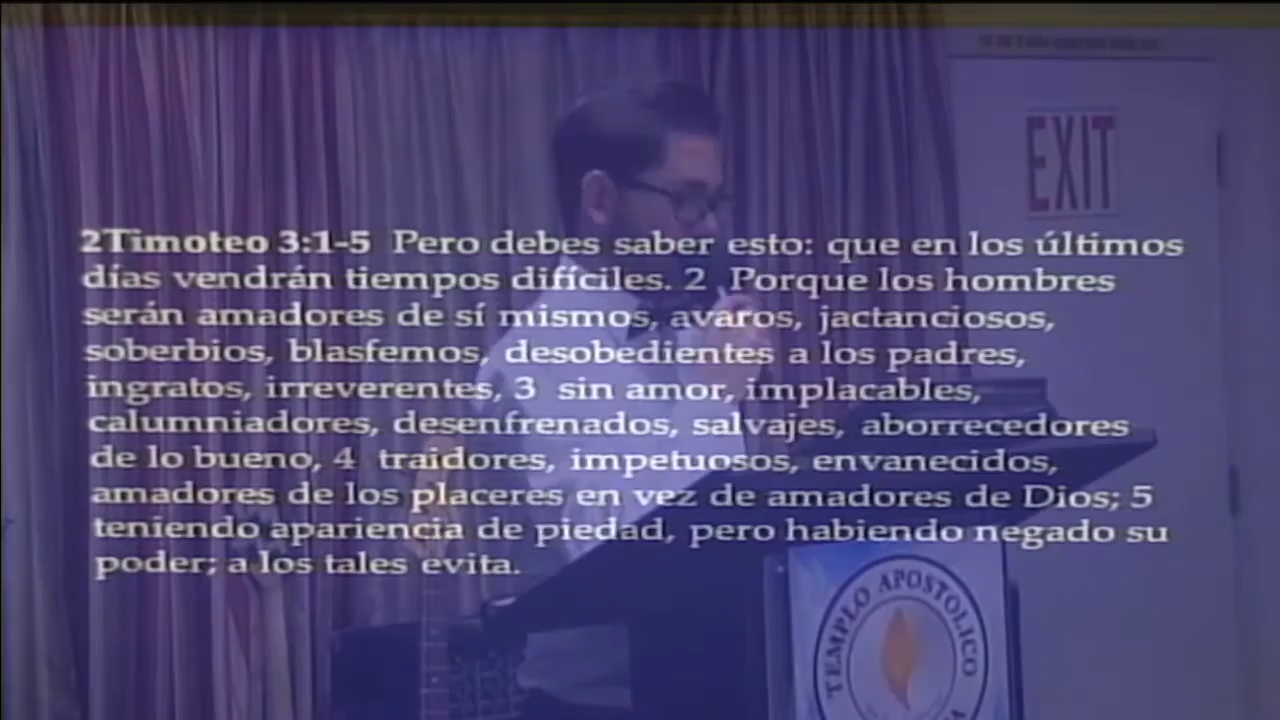 EXIT
2Timoteo 3:1-5 Pero debes saber esto: que en los últimos
días vendrán tiempos difíciles. 2 Porque los hombres
serán amadores de sí mismos, avaros, jactanciosos,
soberbios, blasfemos, desobedientes a los padres,
ingratos, irreverentes, 3 sin amor, implacables,
calumniadores, desenfrenados, salvajes, aborrecedores
de lo bueno, 4 traidores, impetuosos, envanecidos,
amadores de los placeres en vez de amadores de Dios; 5
teniendo apariencia de piedad, pero habiendo negado su
poder; a los tales evita.
TEMPLO APOSTOLICO